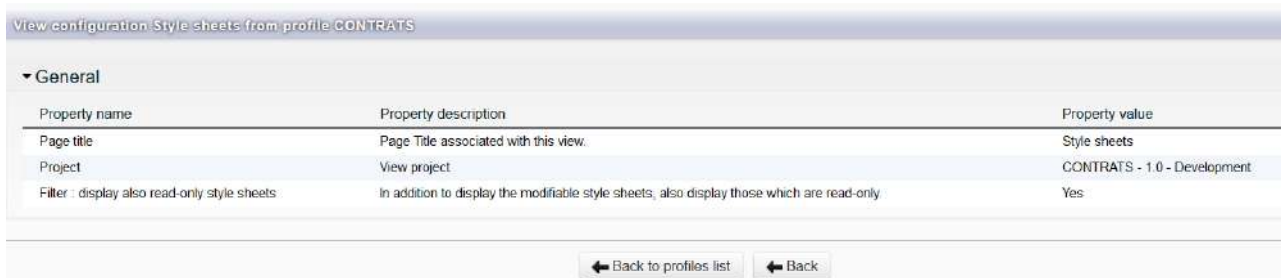 View configuration Style sheets from profile CONTRATS
General
Property name Property description Property value
Page title Page Title associated with this view. Style sheets
Project View project CONTRATS - 1.0 - Development
Filter : display also read-only style sheets In addition to display the modifiable style sheets, also display those which are read-only. Yes
Back to profiles list Back